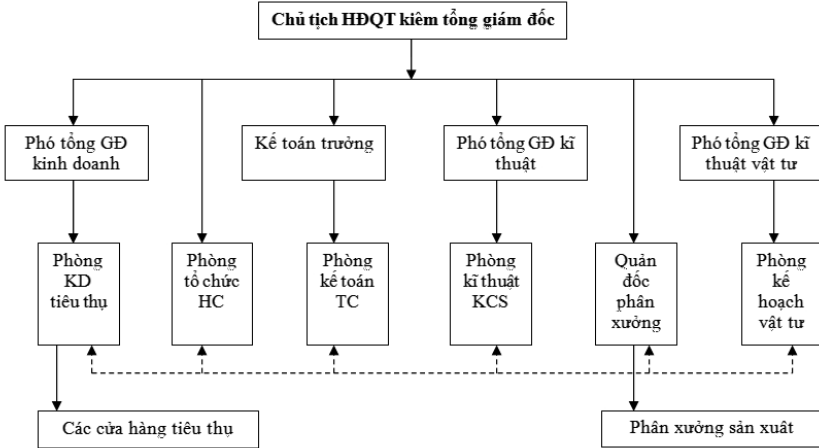 Chủ tịch HĐQT kiêm tổng giám đốc
Phó tổng GĐ
kinh doanh
Kế toán trưởng
Phó tổng GĐ kĩ
thuật
Phó tổng GĐ kĩ
thuật vật tư
Phòng
KD
tiêu thụ
Phòng
tổ chức
HC
Phòng
kế toán
TC
Phòng
kĩ thuật
KCS
Quản
đốc
phân
xưởng
Phòng
kế
hoạch
vật tư
Các cửa hàng tiêu thụ
Phân xưởng sản xuât